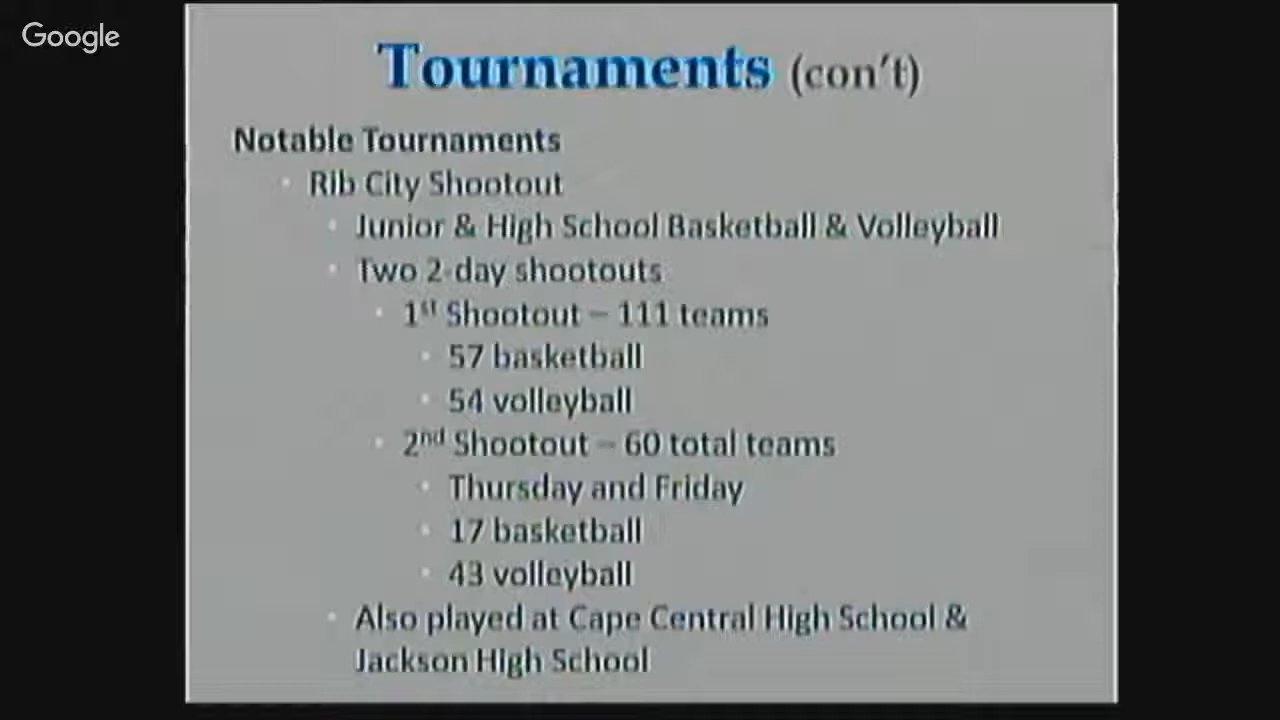 Google
Tournaments (con't)
Notable Tournaments
Rib City Shootout
Junior & High School Basketball & Volleyball
Two 2-day shootouts
1st Shootout – 111 teams
57 basketball
54 volleyball
2nd Shootout – 60 total teams
Thursday and Friday
17 basketball
43 volleyball
Also played at Cape Central High School &
Jackson High School